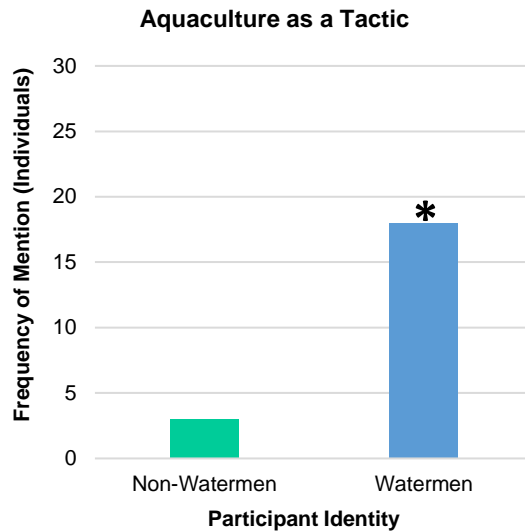 Aquaculture as a Tactic
Frequency of Mention (Individuals)
30
25
20
15
10
5
0
*
Non-Watermen
Watermen
Participant Identity